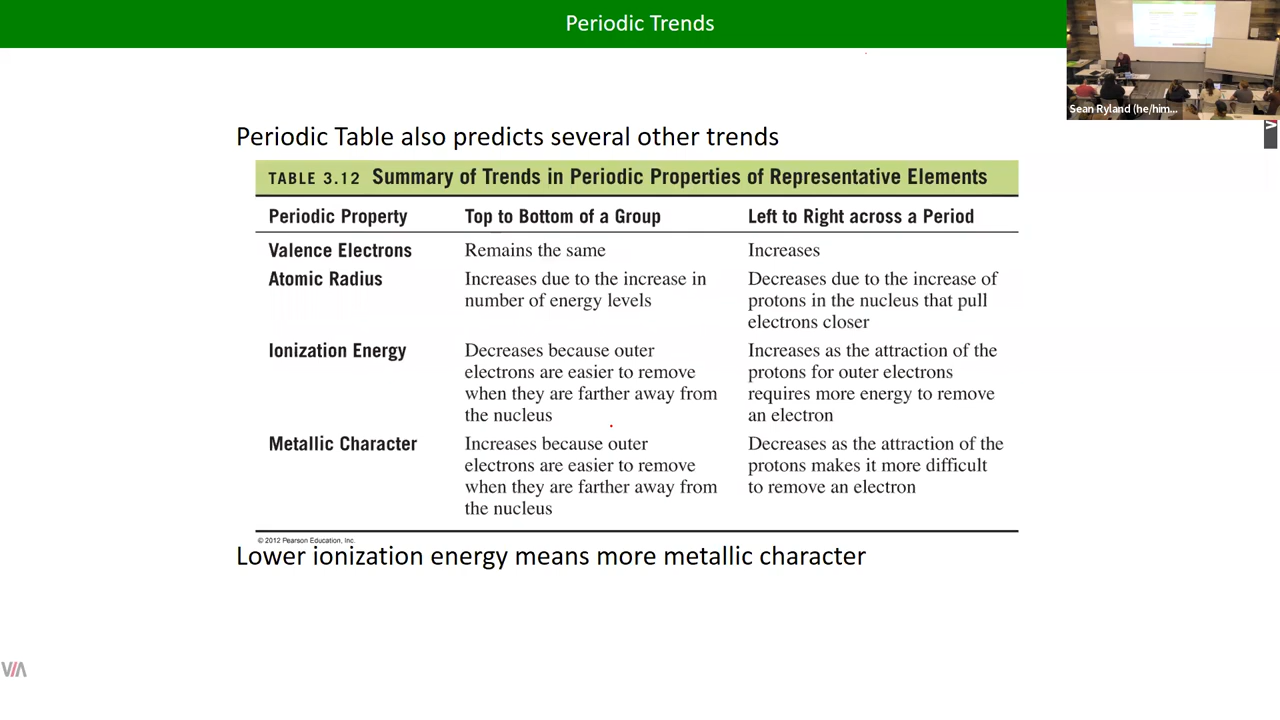 Periodic Trends
Sean Ryland (he/him...
Periodic Table also predicts several other trends
TABLE 3.12 Summary of Trends in Periodic Properties of Representative Elements
Periodic Property Top to Bottom of a Group Left to Right across a Period
Valence Electrons Remains the same Increases
Atomic Radius Increases due to the increase in number of energy levels Decreases due to the increase of protons in the nucleus that pull electrons closer
Ionization Energy Decreases because outer electrons are easier to remove when they are farther away from the nucleus Increases as the attraction of the protons for outer electrons requires more energy to remove an electron
Metallic Character Increases because outer electrons are easier to remove when they are farther away from the nucleus Decreases as the attraction of the protons makes it more difficult to remove an electron
© 2012 Pearson Education, Inc.
Lower ionization energy means more metallic character
VIA